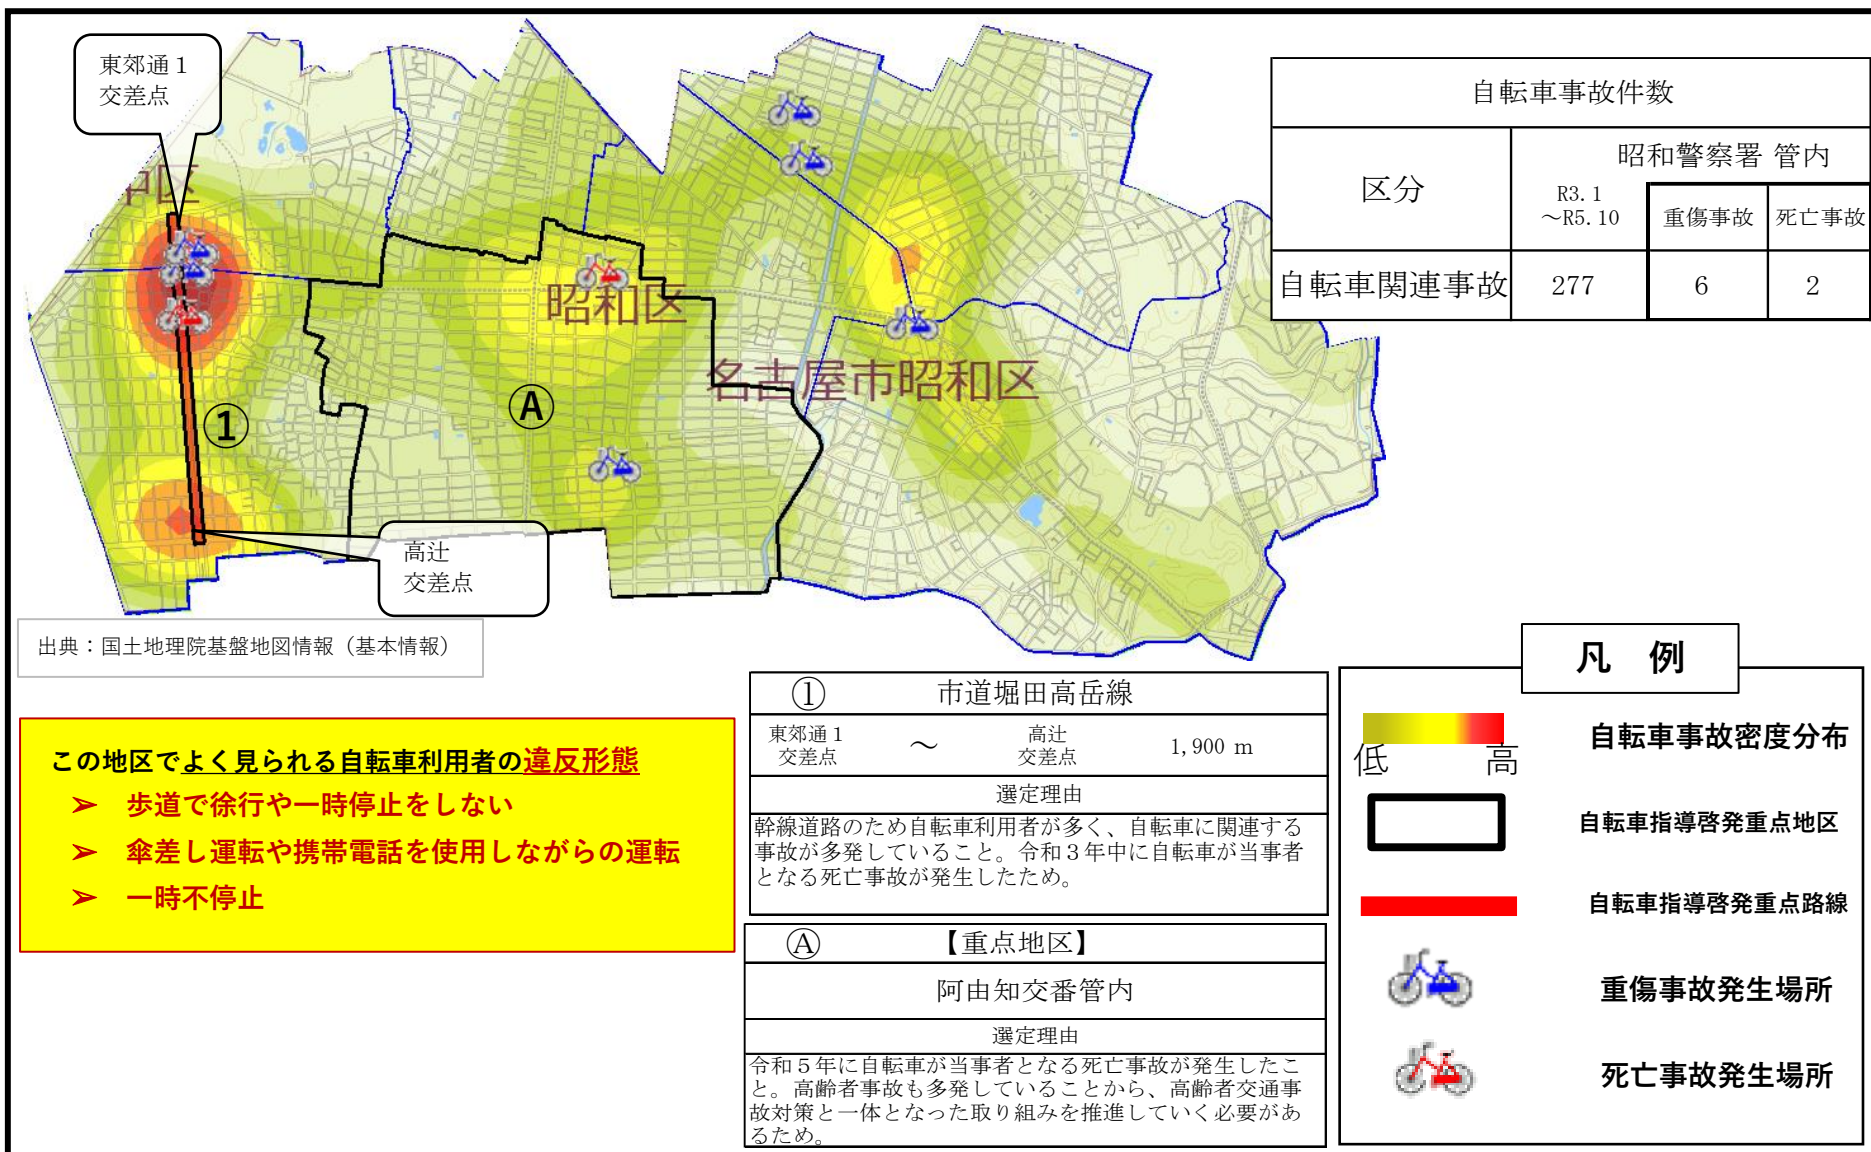 東郊通１
交差点
中区
昭和区
名古屋市昭和区
①
Ⓐ
高辻
交差点
出典：国土地理院基盤地図情報（基本情報）
自転車事故件数
区分
昭和警察署 管内
R3.1
～R5.10
重傷事故
死亡事故
自転車関連事故
277
6
2
この地区でよく見られる自転車利用者の違反形態
➢ 歩道で徐行や一時停止をしない
➢ 傘差し運転や携帯電話を使用しながらの運転
➢ 一時不停止
① 市道堀田高岳線
東郊通１
交差点
～
高辻
交差点
1,900 m
選定理由
幹線道路のため自転車利用者が多く、自転車に関連する
事故が多発していること。令和３年中に自転車が当事者
となる死亡事故が発生したため。
Ⓐ 【重点地区】
阿由知交番管内
選定理由
令和５年に自転車が当事者となる死亡事故が発生したこ
と。高齢者事故も多発していることから、高齢者交通事
故対策と一体となった取り組みを推進していく必要があ
るため。
凡 例
低 高
自転車事故密度分布
自転車指導啓発重点地区
自転車指導啓発重点路線
重傷事故発生場所
死亡事故発生場所